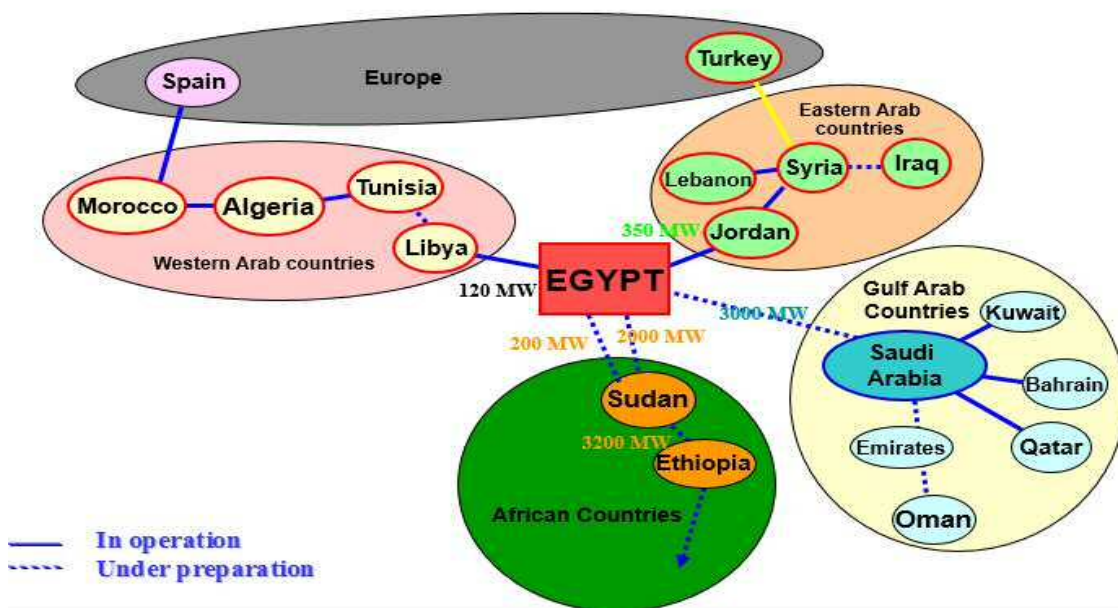 Turkey
Spain
Europe
Eastern Arab
countries
Syria
Iraq
Lebanon
Tunisia
Morocco
Algeria
350 MW
Jordan
Libya
Western Arab countries
EGYPT
120 MW
Gulf Arab
Countries
3000 MW
Kuwait
200 MW
2000 MW
Saudi
Arabia
Bahrain
Sudan
3200 MW
Emirates
Qatar
Ethiopia
African Countries
Oman
In operation
Under preparation